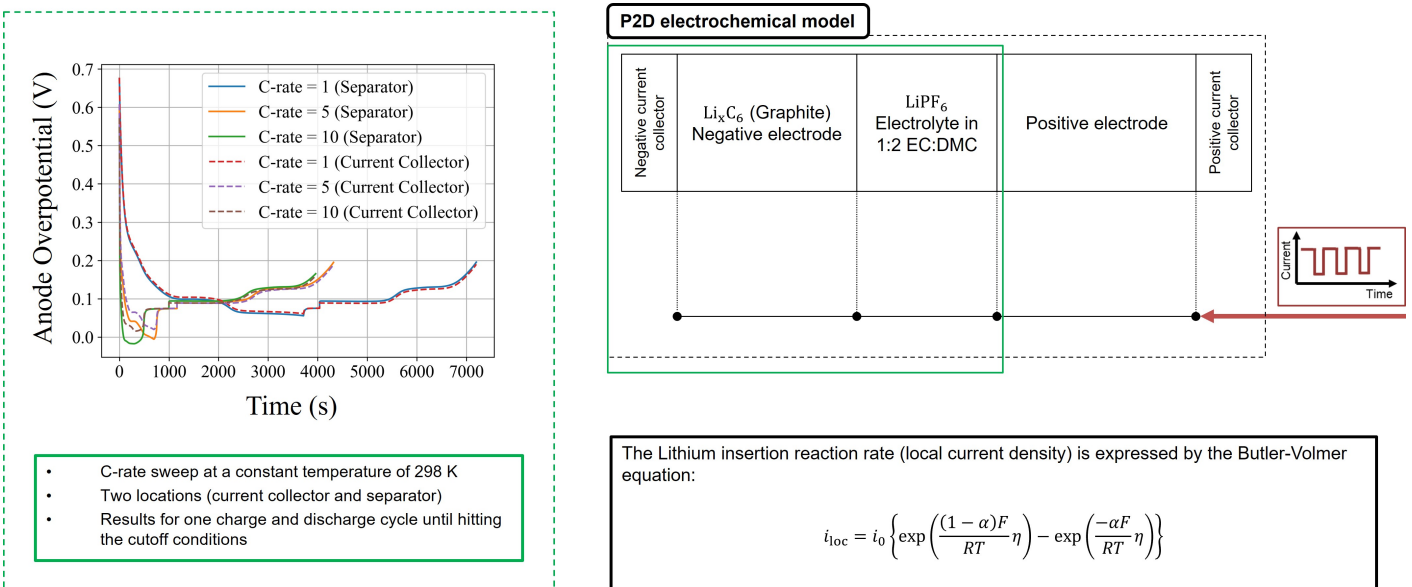 0.7
0.6
0.5
0.4
0.3
0.2
0.1
0.0
Anode Overpotential (V)
C-rate = 1 (Separator)
C-rate = 5 (Separator)
C-rate = 10 (Separator)
C-rate = 1 (Current Collector)
C-rate = 5 (Current Collector)
C-rate = 10 (Current Collector)
0 1000 2000 3000 4000 5000 6000 7000
Time (s)
• C-rate sweep at a constant temperature of 298 K
• Two locations (current collector and separator)
• Results for one charge and discharge cycle until hitting
the cutoff conditions
P2D electrochemical model
Negative current
collector
LiₓC₆ (Graphite)
Negative electrode
LiPF₆
Electrolyte in
1:2 EC:DMC
Positive electrode
Positive current
collector
Current
Time
The Lithium insertion reaction rate (local current density) is expressed by the Butler-Volmer
equation:
i_loc = i₀ {exp((1 − α)F/RT η) − exp(−αF/RT η)}